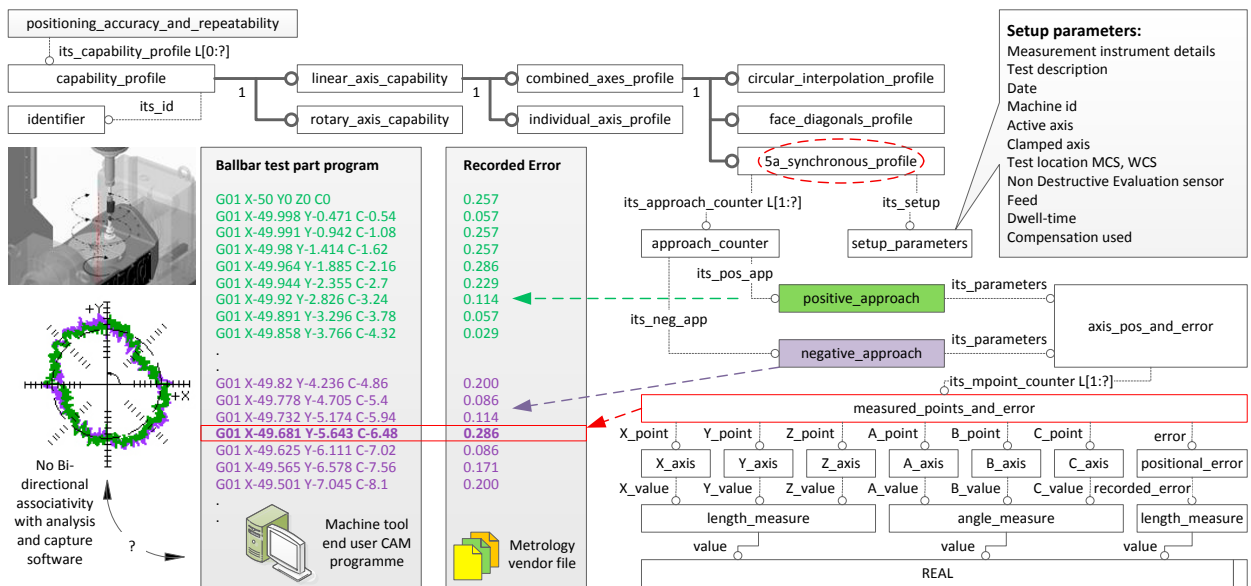 positioning_accuracy_and_repeatability
its_capability_profile L[0:?]
capability_profile
linear_axis_capability
combined_axes_profile
circular_interpolation_profile
1
1
its_id
identifier
rotary_axis_capability
individual_axis_profile
face_diagonals_profile
5a_synchronous_profile
Setup parameters:
Measurement instrument details
Test description
Date
Machine id
Active axis
Clamped axis
Test location MCS, WCS
Non Destructive Evaluation sensor
Feed
Dwell-time
Compensation used
its_approach_counter L[1:?]
its_setup
approach_counter
setup_parameters
its_pos_app
positive_approach
its_parameters
its_neg_app
axis_pos_and_error
negative_approach
its_parameters
its_mpoint_counter L[1:?]
measured_points_and_error
X_point
Y_point
Z_point
A_point
B_point
C_point
error
X_axis
Y_axis
Z_axis
A_axis
B_axis
C_axis
positional_error
X_value
Y_value
Z_value
A_value
B_value
C_value
recorded_error
length_measure
angle_measure
length_measure
value
value
value
REAL
Ballbar test part program
G01 X-50 Y0 Z0 C0
G01 X-49.998 Y-0.471 C-0.54
G01 X-49.991 Y-0.942 C-1.08
G01 X-49.98 Y-1.414 C-1.62
G01 X-49.964 Y-1.885 C-2.16
G01 X-49.944 Y-2.355 C-2.7
G01 X-49.92 Y-2.826 C-3.24
G01 X-49.891 Y-3.296 C-3.78
G01 X-49.858 Y-3.766 C-4.32
.
.
G01 X-49.82 Y-4.236 C-4.86
G01 X-49.778 Y-4.705 C-5.4
G01 X-49.732 Y-5.174 C-5.94
G01 X-49.681 Y-5.643 C-6.48
G01 X-49.625 Y-6.111 C-7.02
G01 X-49.565 Y-6.578 C-7.56
G01 X-49.501 Y-7.045 C-8.1
.
.
Machine tool
end user CAM
programme
Recorded Error
0.257
0.057
0.257
0.257
0.286
0.229
0.114
0.057
0.029
0.200
0.086
0.114
0.286
0.086
0.171
0.200
Metrology
vendor file
+Y
+X
No Bi-
directional
associativity
with analysis
and capture
software
?